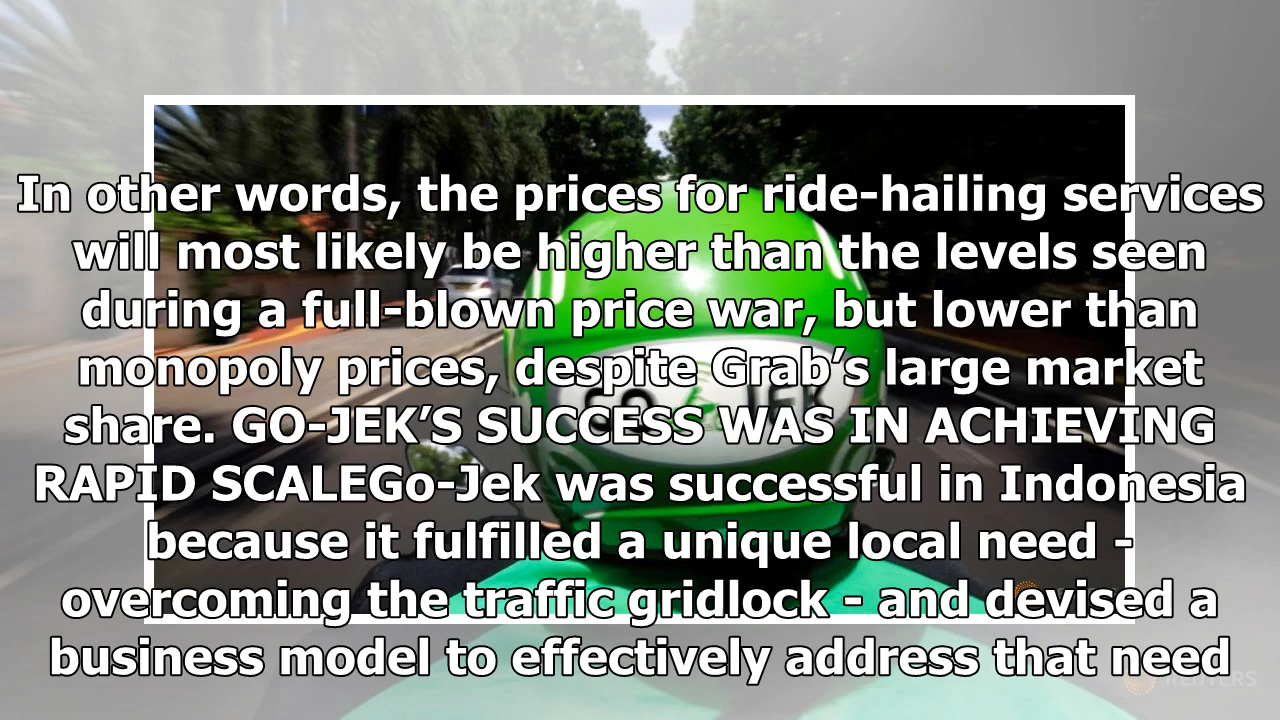 In other words, the prices for ride-hailing services
will most likely be higher than the levels seen
during a full-blown price war, but lower than
monopoly prices, despite Grab’s large market
share. GO-JEK’S SUCCESS WAS IN ACHIEVING
RAPID SCALEGo-Jek was successful in Indonesia
because it fulfilled a unique local need -
overcoming the traffic gridlock - and devised a
business model to effectively address that need
GO JEK
REUTERS